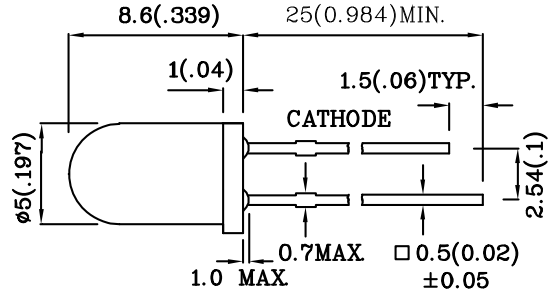 8.6(.339)
25(0.984)MIN.
1(.04)
1.5(.06)TYP.
CATHODE
ø5(.197)
2.54(.1)
0.7MAX.
□ 0.5(0.02)
±0.05
1.0 MAX.